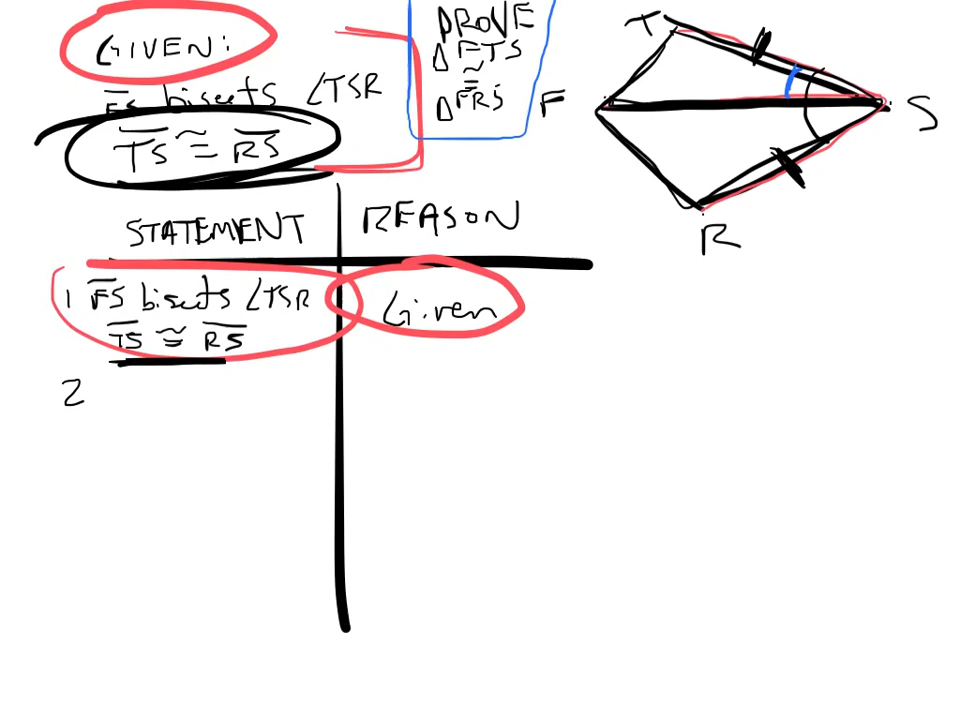 GIVEN:
FS bisects ∠TSR
TS ≅ RS
PROVE
Δ FTS
≅
Δ FRS
T
F
S
R
STATEMENT
REASON
1 FS bisects ∠TSR
TS ≅ RS
Given
2